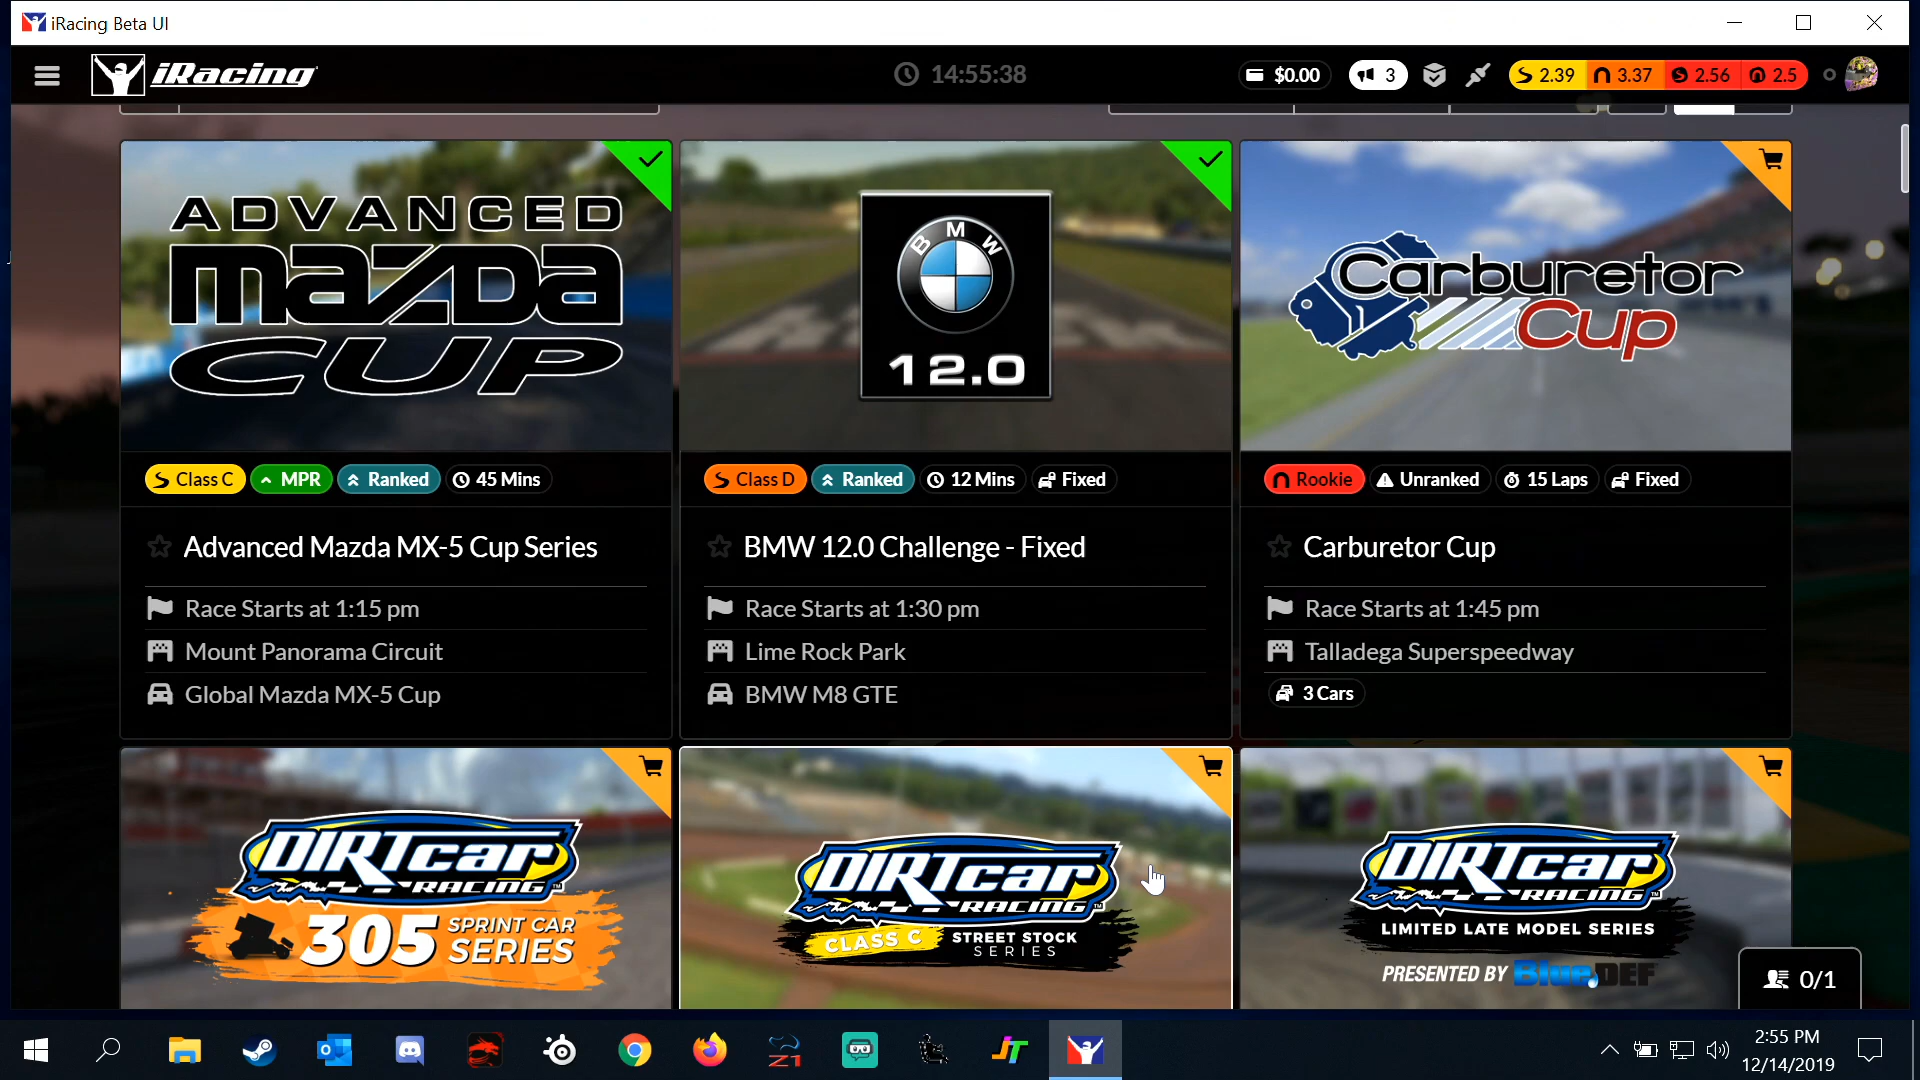 iRacing Beta UI
iRacing
14:55:38
$0.00
3
2.39
3.37
2.56
2.5
ADVANCED
mazda
CUP
BMW
12.0
Carburetor
Cup
Class C
MPR
Ranked
45 Mins
Class D
Ranked
12 Mins
Fixed
Rookie
Unranked
15 Laps
Fixed
Advanced Mazda MX-5 Cup Series
BMW 12.0 Challenge - Fixed
Carburetor Cup
Race Starts at 1:15 pm
Race Starts at 1:30 pm
Race Starts at 1:45 pm
Mount Panorama Circuit
Lime Rock Park
Talladega Superspeedway
Global Mazda MX-5 Cup
BMW M8 GTE
3 Cars
DIRTcar
RACING™
305 SPRINT CAR
SERIES
DIRTcar
RACING™
CLASS C STREET STOCK
SERIES
DIRTcar
RACING™
LIMITED LATE MODEL SERIES
PRESENTED BY BlueDEF
0/1
Z1
JT
2:55 PM
12/14/2019